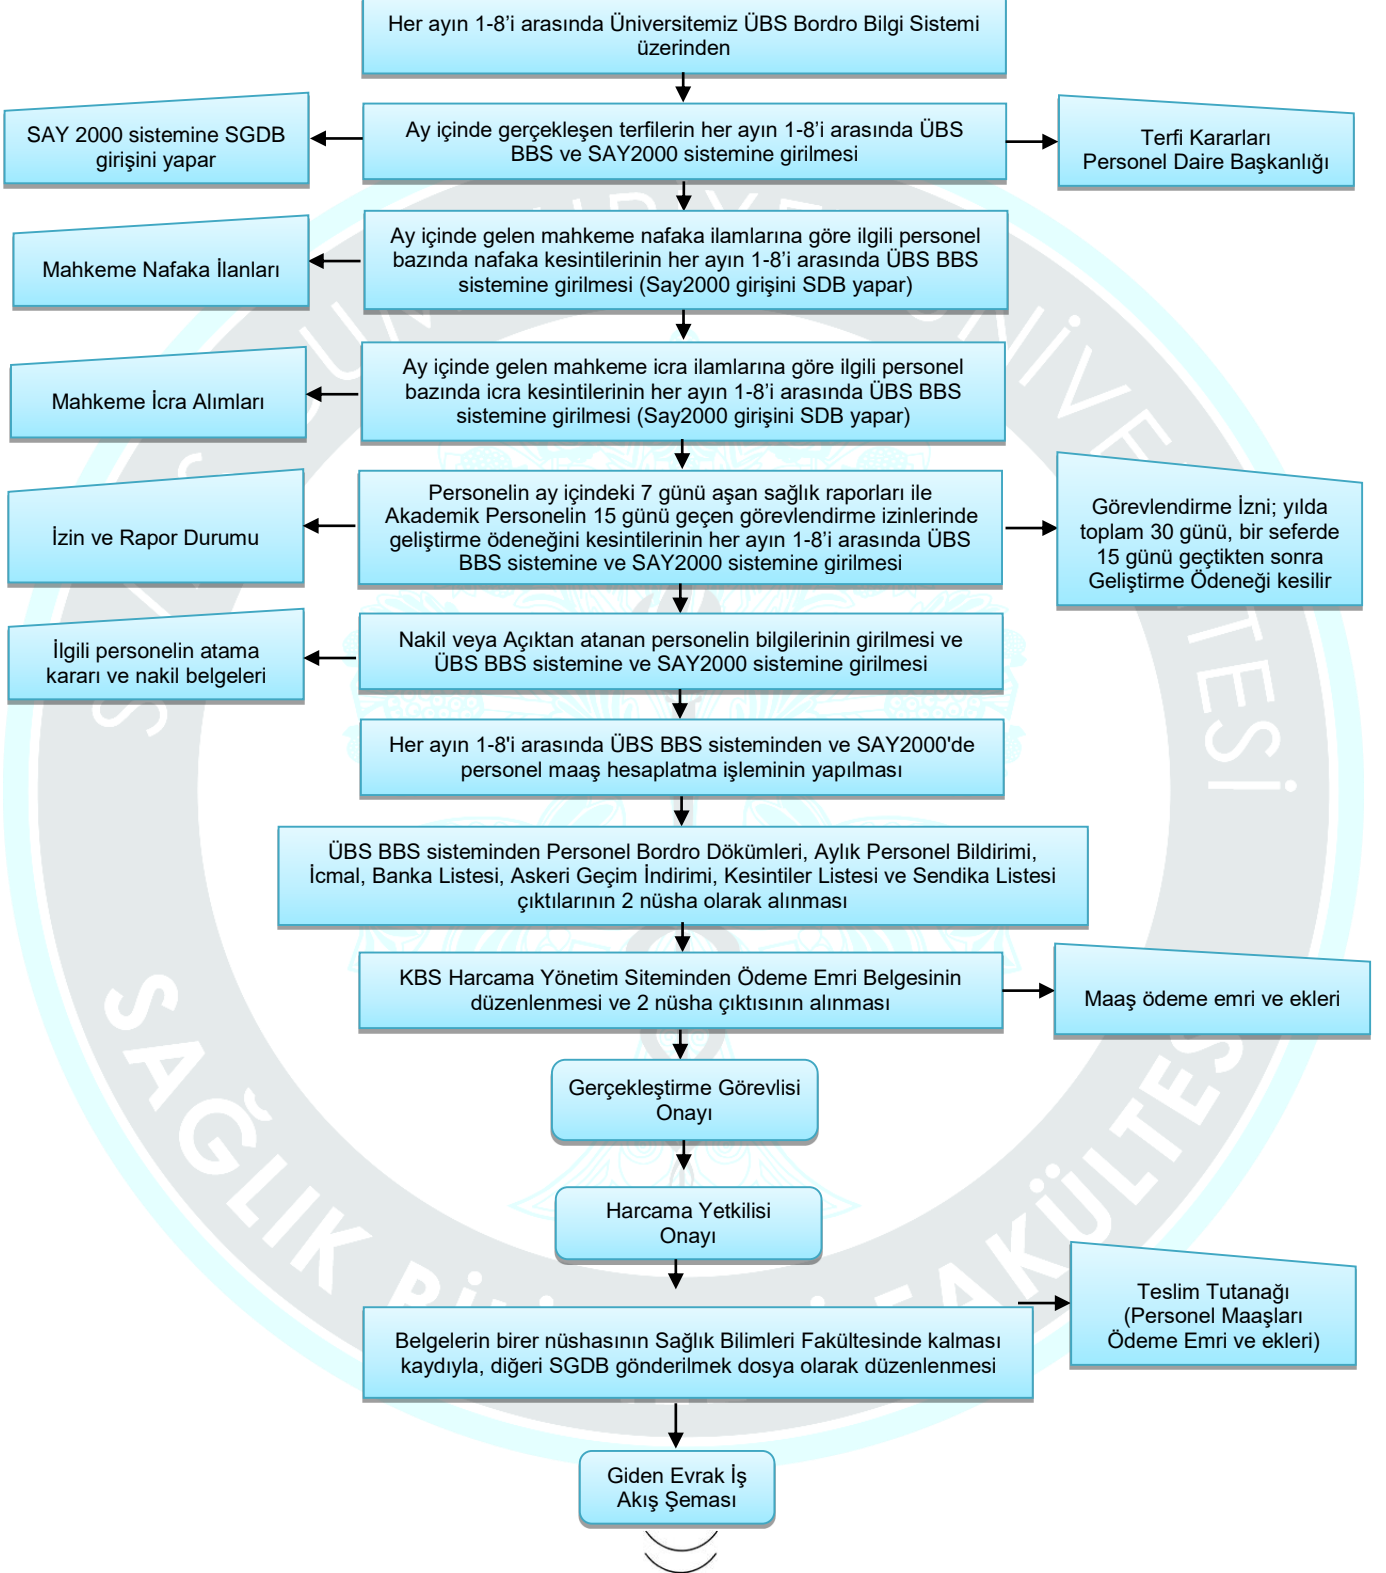 Her ayın 1-8’i arasında Üniversitemiz ÜBS Bordro Bilgi Sistemi
üzerinden
SAY 2000 sistemine SGDB
girişini yapar
Ay içinde gerçekleşen terfilerin her ayın 1-8’i arasında ÜBS
BBS ve SAY2000 sistemine girilmesi
Terfi Kararları
Personel Daire Başkanlığı
Mahkeme Nafaka İlanları
Ay içinde gelen mahkeme nafaka ilamlarına göre ilgili personel
bazında nafaka kesintilerinin her ayın 1-8’i arasında ÜBS BBS
sistemine girilmesi (Say2000 girişini SDB yapar)
Mahkeme İcra Alımları
Ay içinde gelen mahkeme icra ilamlarına göre ilgili personel
bazında icra kesintilerinin her ayın 1-8’i arasında ÜBS BBS
sistemine girilmesi (Say2000 girişini SDB yapar)
İzin ve Rapor Durumu
Personelin ay içindeki 7 günü aşan sağlık raporları ile
Akademik Personelin 15 günü geçen görevlendirme izinlerinde
geliştirme ödeneğini kesintilerinin her ayın 1-8’i arasında ÜBS
BBS sistemine ve SAY2000 sistemine girilmesi
Görevlendirme İzni; yılda
toplam 30 günü, bir seferde
15 günü geçtikten sonra
Geliştirme Ödeneği kesilir
İlgili personelin atama
kararı ve nakil belgeleri
Nakil veya Açıktan atanan personelin bilgilerinin girilmesi ve
ÜBS BBS sistemine ve SAY2000 sistemine girilmesi
Her ayın 1-8'i arasında ÜBS BBS sisteminden ve SAY2000'de
personel maaş hesaplatma işleminin yapılması
ÜBS BBS sisteminden Personel Bordro Dökümleri, Aylık Personel Bildirimi,
İcmal, Banka Listesi, Askeri Geçim İndirimi, Kesintiler Listesi ve Sendika Listesi
çıktılarının 2 nüsha olarak alınması
KBS Harcama Yönetim Siteminden Ödeme Emri Belgesinin
düzenlenmesi ve 2 nüsha çıktısının alınması
Maaş ödeme emri ve ekleri
Gerçekleştirme Görevlisi
Onayı
Harcama Yetkilisi
Onayı
Belgelerin birer nüshasının Sağlık Bilimleri Fakültesinde kalması
kaydıyla, diğeri SGDB gönderilmek dosya olarak düzenlenmesi
Teslim Tutanağı
(Personel Maaşları
Ödeme Emri ve ekleri)
Giden Evrak İş
Akış Şeması
SAĞLIK